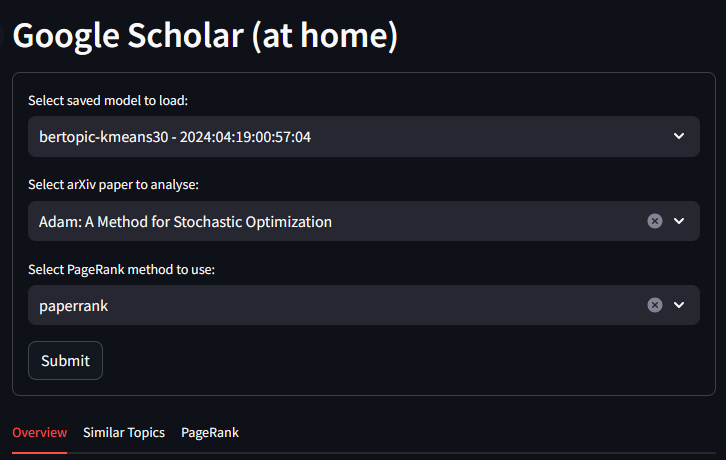 Google Scholar (at home)
Select saved model to load:
bertopic-kmeans30 - 2024:04:19:00:57:04
Select arXiv paper to analyse:
Adam: A Method for Stochastic Optimization
Select PageRank method to use:
paperrank
Submit
Overview Similar Topics PageRank